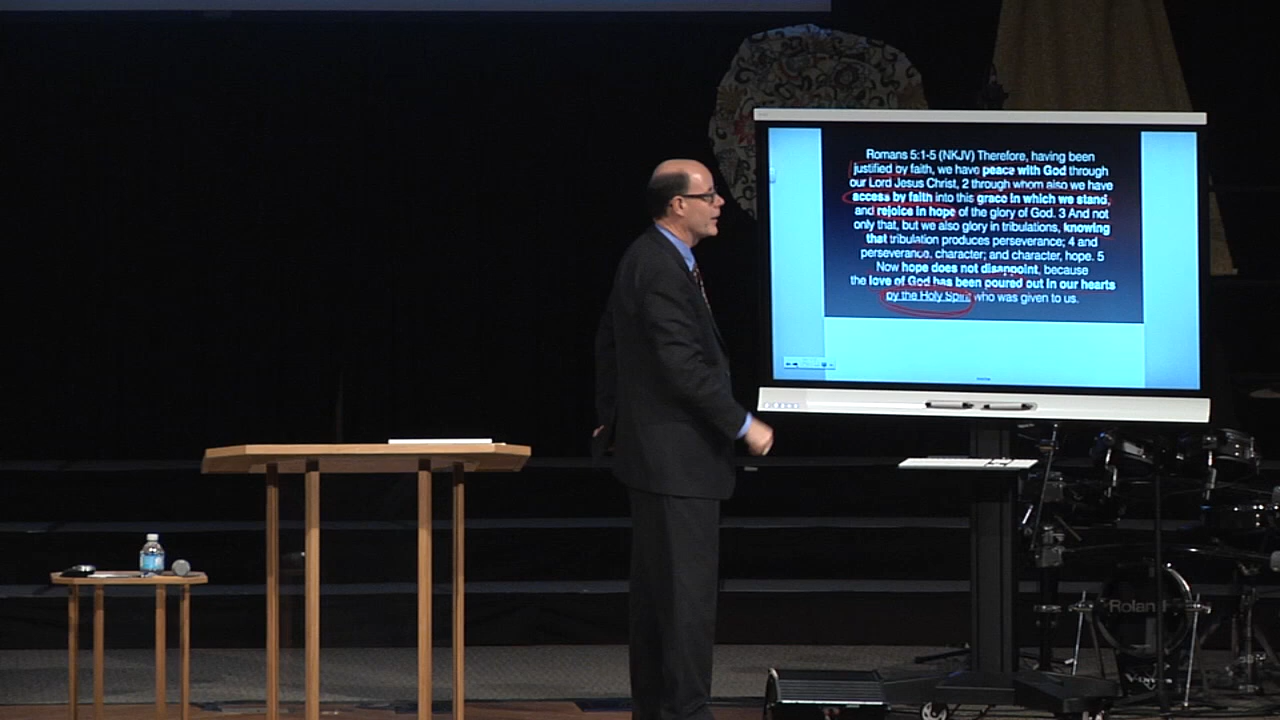 Romans 5:1-5 (NKJV) Therefore, having been
justified by faith, we have peace with God through
our Lord Jesus Christ, 2 through whom also we have
access by faith into this grace in which we stand,
and rejoice in hope of the glory of God. 3 And not
only that, but we also glory in tribulations, knowing
that tribulation produces perseverance; 4 and
perseverance, character; and character, hope. 5
Now hope does not disappoint, because
the love of God has been poured out in our hearts
by the Holy Spirit who was given to us.
Roland